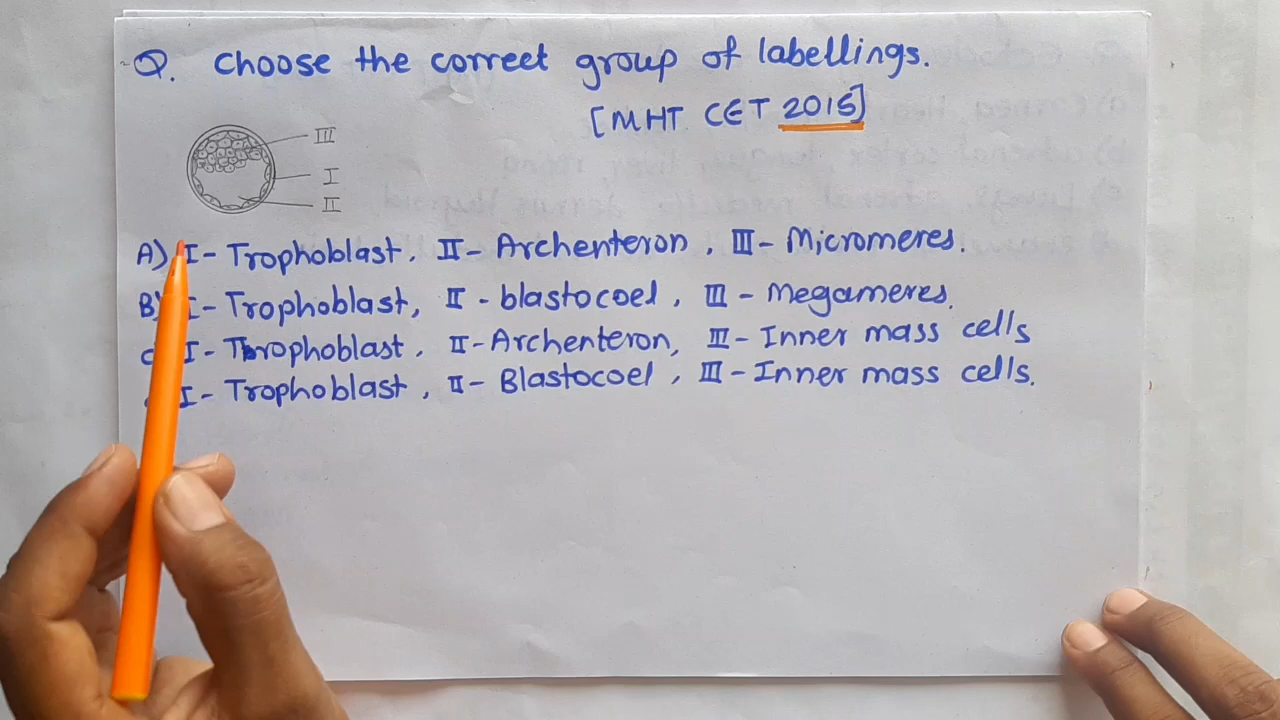 Q. Choose the correct group of labellings.
[MHT CET 2015]
III
I
II
A) I- Trophoblast, II- Archenteron, III- Micromeres.
B) I- Trophoblast, II - blastocoel, III - Megameres.
C I- Trophoblast, II-Archenteron, III- Inner mass cells
I- Trophoblast, II- Blastocoel, III- Inner mass cells.